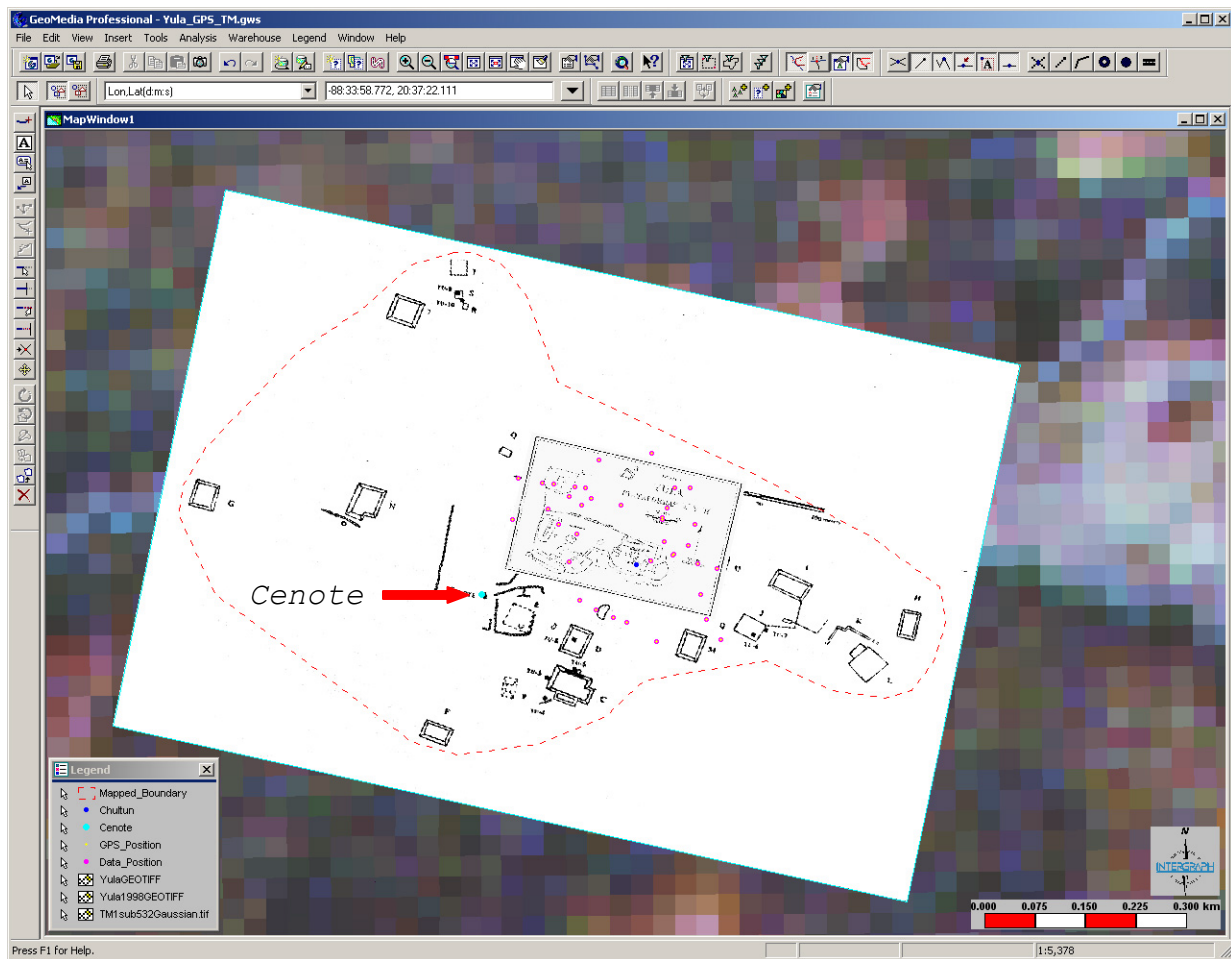 GeoMedia Professional - Yula_GPS_TM.gws
File Edit View Insert Tools Analysis Warehouse Legend Window Help
Lon,Lat(d:m:s) -88:33:58.772, 20:37:22.111
MapWindow1
S
R
Q
G
N
O
I
H
J
K
Cenote
E
D
Q
M
L
C
F
Legend
Mapped_Boundary
Chultun
Cenote
GPS_Position
Data_Position
YulaGEOTIFF
Yula1998GEOTIFF
TM1sub532Gaussian.tif
N
INTERGRAPH
0.000 0.075 0.150 0.225 0.300 km
Press F1 for Help.
1:5,378